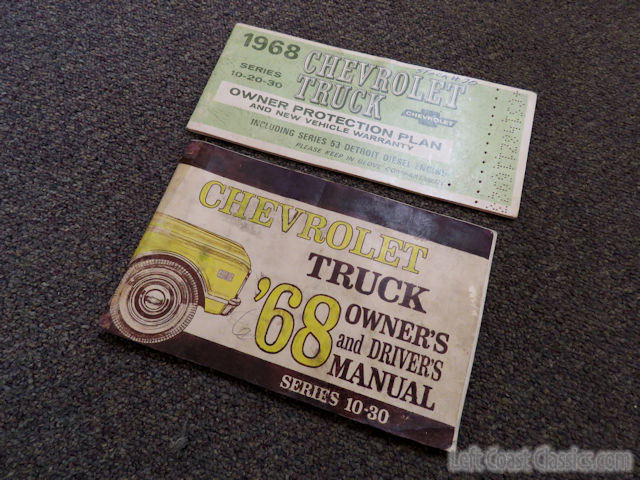 1968
SERIES
10-20-30
CHEVROLET
TRUCK
CHEVROLET
OWNER PROTECTION PLAN
AND NEW VEHICLE WARRANTY
INCLUDING SERIES 53 DETROIT DIESEL ENGINE
PLEASE KEEP IN GLOVE COMPARTMENT
CHEVROLET
TRUCK
'68
OWNER'S
and DRIVER'S
MANUAL
SERIES 10-30
Left Coast Classics.com